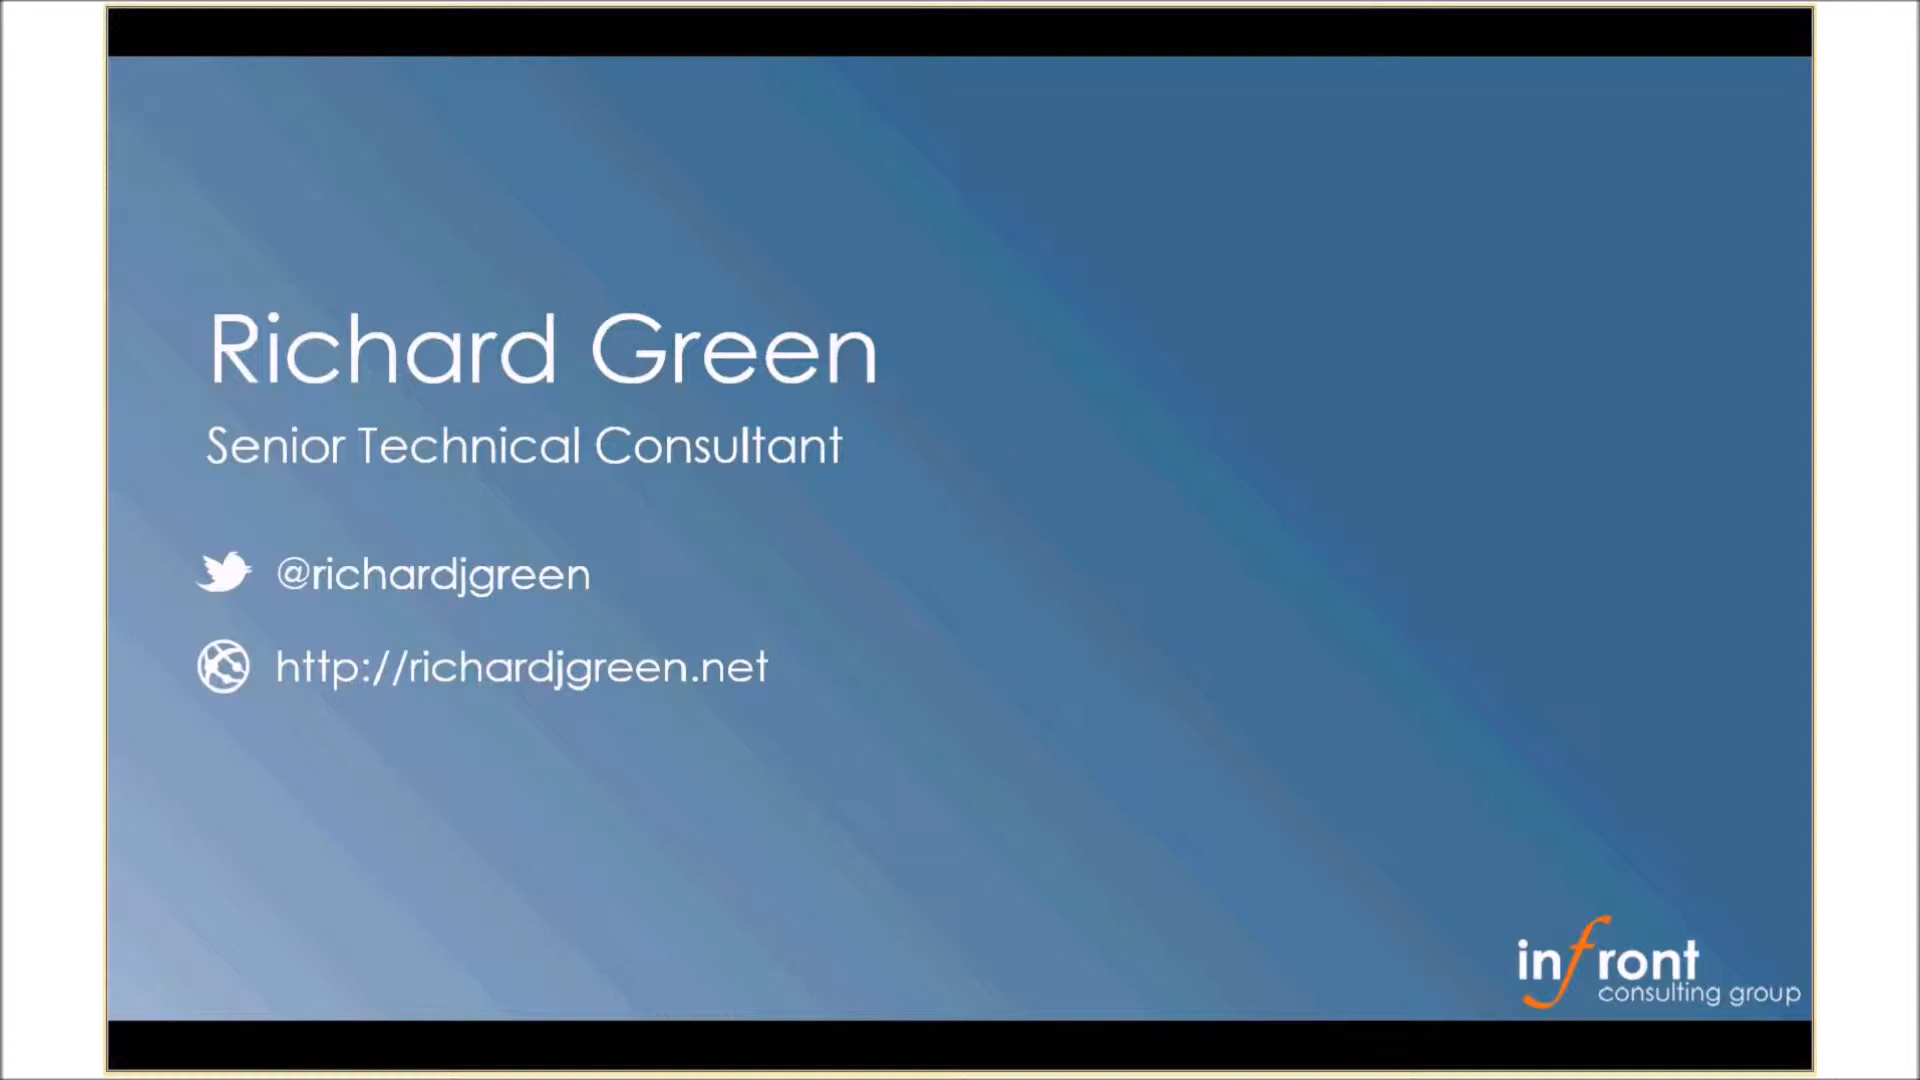 Richard Green
Senior Technical Consultant
@richardjgreen
http://richardjgreen.net
infront
consulting group